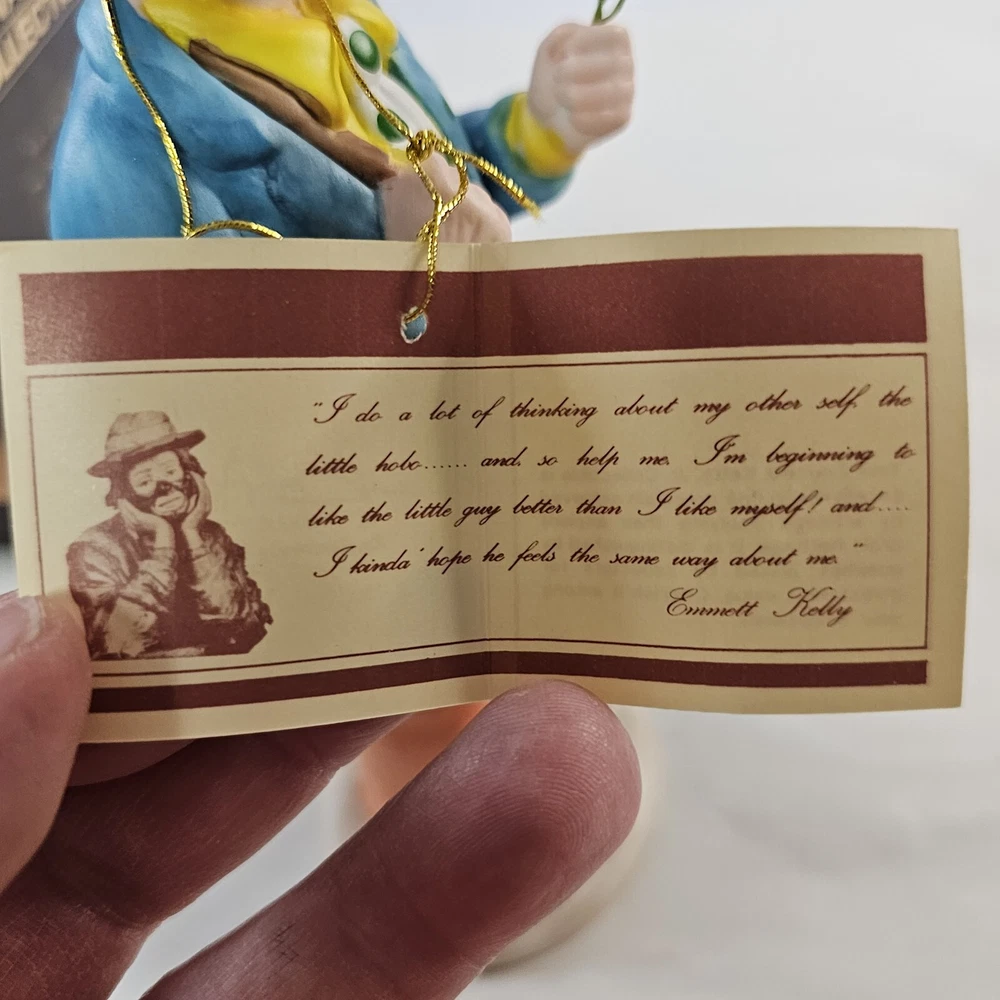 "I do a lot of thinking about my other self, the
little hobo...... and, so help me, I'm beginning to
like the little guy better than I like myself! and....
I kinda' hope he feels the same way about me."
Emmett Kelly